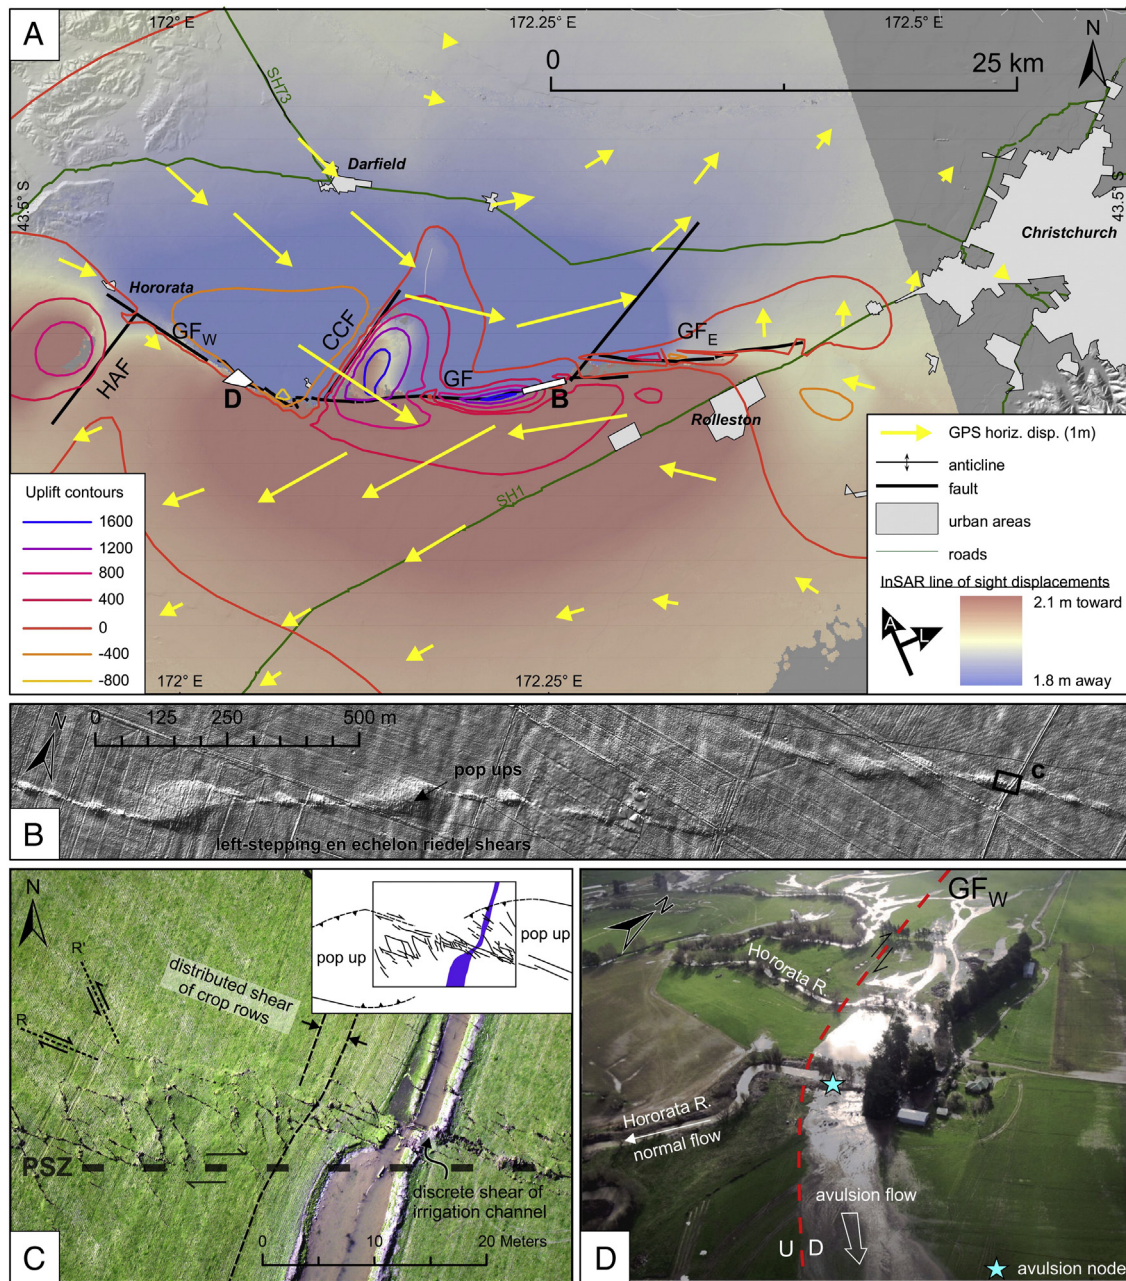 A
172° E
172.25° E
172.5° E
N
0
25 km
SH73
Darfield
43.5° S
43.5° S
Christchurch
Hororata
GFW
CCF
GFE
HAF
GF
D
B
Rolleston
SH1
Uplift contours
1600
1200
800
400
0
-400
-800
GPS horiz. disp. (1m)
anticline
fault
urban areas
roads
InSAR line of sight displacements
A
L
2.1 m toward
1.8 m away
172° E
172.25° E
B
N
0
125
250
500 m
pop ups
C
left-stepping en echelon riedel shears
C
N
R'
R
distributed shear
of crop rows
pop up
pop up
PSZ
discrete shear of
irrigation channel
0
10
20 Meters
D
N
GFW
Hororata R.
Hororata R.
normal flow
avulsion flow
U
D
avulsion node